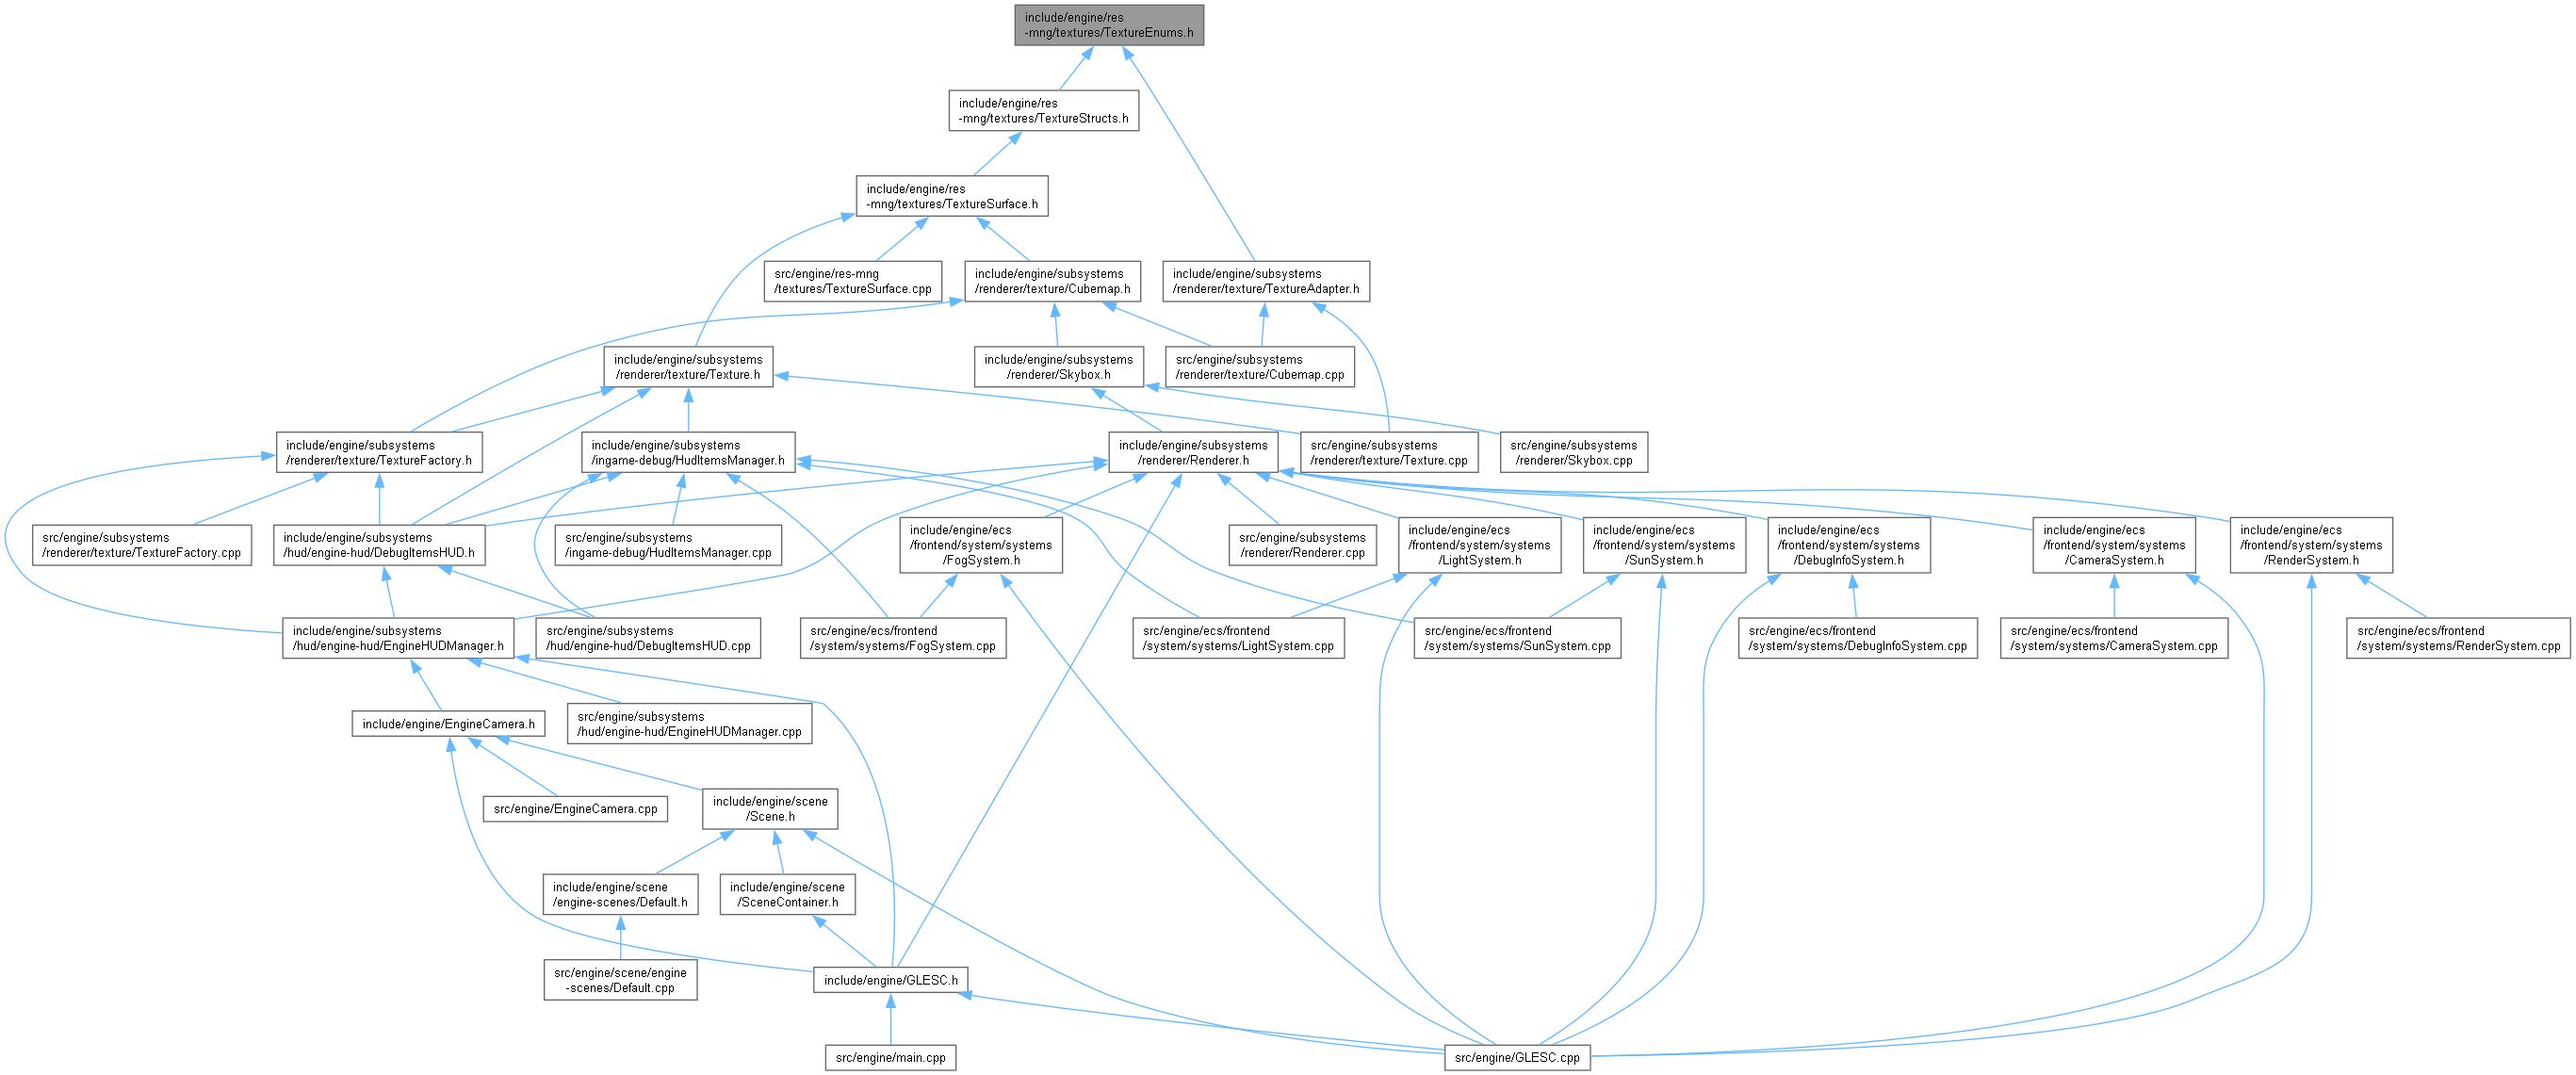 include/engine/res
-mng/textures/TextureEnums.h
include/engine/res
-mng/textures/TextureStructs.h
include/engine/res
-mng/textures/TextureSurface.h
src/engine/res-mng
/textures/TextureSurface.cpp
include/engine/subsystems
/renderer/texture/Cubemap.h
include/engine/subsystems
/renderer/texture/TextureAdapter.h
include/engine/subsystems
/renderer/texture/Texture.h
include/engine/subsystems
/renderer/Skybox.h
src/engine/subsystems
/renderer/texture/Cubemap.cpp
include/engine/subsystems
/renderer/texture/TextureFactory.h
include/engine/subsystems
/ingame-debug/HudItemsManager.h
include/engine/subsystems
/renderer/Renderer.h
src/engine/subsystems
/renderer/texture/Texture.cpp
src/engine/subsystems
/renderer/Skybox.cpp
src/engine/subsystems
/renderer/texture/TextureFactory.cpp
include/engine/subsystems
/hud/engine-hud/DebugItemsHUD.h
src/engine/subsystems
/ingame-debug/HudItemsManager.cpp
include/engine/ecs
/frontend/system/systems
/FogSystem.h
src/engine/subsystems
/renderer/Renderer.cpp
include/engine/ecs
/frontend/system/systems
/LightSystem.h
include/engine/ecs
/frontend/system/systems
/SunSystem.h
include/engine/ecs
/frontend/system/systems
/DebugInfoSystem.h
include/engine/ecs
/frontend/system/systems
/CameraSystem.h
include/engine/ecs
/frontend/system/systems
/RenderSystem.h
include/engine/subsystems
/hud/engine-hud/EngineHUDManager.h
src/engine/subsystems
/hud/engine-hud/DebugItemsHUD.cpp
src/engine/ecs/frontend
/system/systems/FogSystem.cpp
src/engine/ecs/frontend
/system/systems/LightSystem.cpp
src/engine/ecs/frontend
/system/systems/SunSystem.cpp
src/engine/ecs/frontend
/system/systems/DebugInfoSystem.cpp
src/engine/ecs/frontend
/system/systems/CameraSystem.cpp
src/engine/ecs/frontend
/system/systems/RenderSystem.cpp
include/engine/EngineCamera.h
src/engine/subsystems
/hud/engine-hud/EngineHUDManager.cpp
src/engine/EngineCamera.cpp
include/engine/scene
/Scene.h
include/engine/scene
/engine-scenes/Default.h
include/engine/scene
/SceneContainer.h
src/engine/scene/engine
-scenes/Default.cpp
include/engine/GLESC.h
src/engine/main.cpp
src/engine/GLESC.cpp